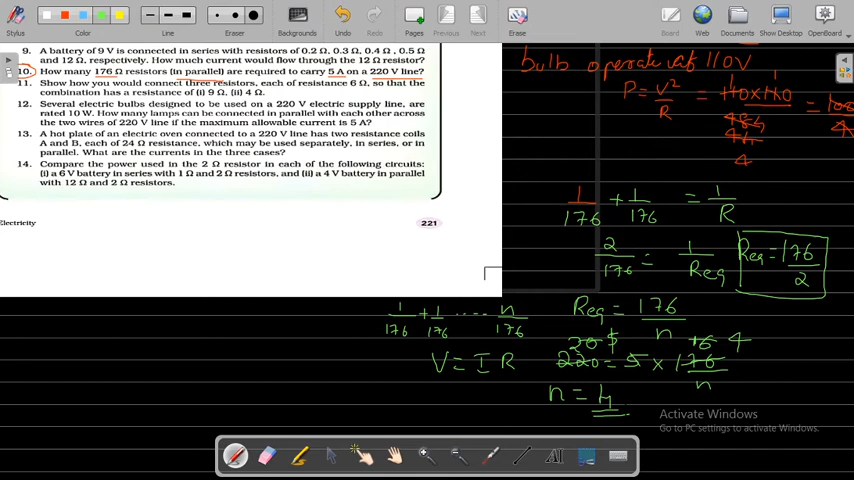 Stylus
Colors
Line
Eraser
Backgrounds
Undo
Pages
Previous
Next
Erase
Board
Web
Documents
Show Desktop
OpenBoard
9. A battery of 9 V is connected in series with resistors of 0.2 Ω, 0.3 Ω, 0.4 Ω, 0.5 Ω
and 12 Ω, respectively. How much current would flow through the 12 Ω resistor?
10. How many 176 Ω resistors (in parallel) are required to carry 5 A on a 220 V line?
11. Show how you would connect three resistors, each of resistance 6 Ω, so that the
combination has a resistance of (i) 9 Ω, (ii) 4 Ω.
12. Several electric bulbs designed to be used on a 220 V electric supply line, are
rated 10 W. How many lamps can be connected in parallel with each other across
the two wires of 220 V line if the maximum allowable current is 5 A?
13. A hot plate of an electric oven connected to a 220 V line has two resistance coils
A and B, each of 24 Ω resistance, which may be used separately, in series, or in
parallel. What are the currents in the three cases?
14. Compare the power used in the 2 Ω resistor in each of the following circuits:
(i) a 6 V battery in series with 1 Ω and 2 Ω resistors, and (ii) a 4 V battery in parallel
with 12 Ω and 2 Ω resistors.
Electricity
221
bulb operate at 110V
P = V²/R = 110×110
4
1/176 + 1/176 = 1/R
2/176 = 1/Req
Req = 176/2
1/176 + 1/176 .... n/176
Req = 176/n
V = I R
220 = 5 × 176/n
20 $ 16 4
n = 4
Activate Windows
Go to PC settings to activate Windows.